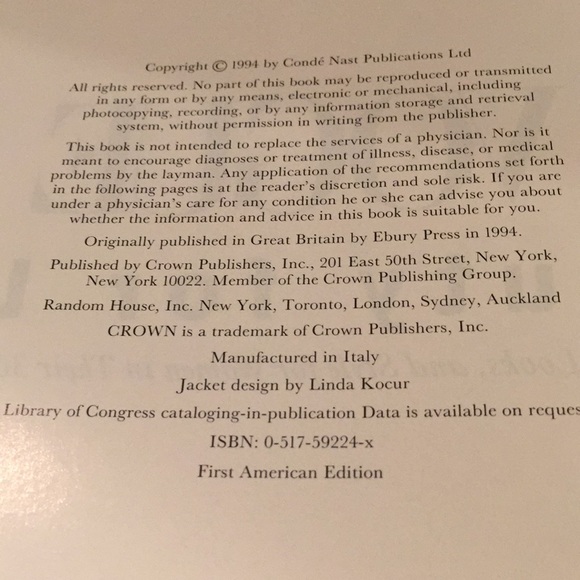 Copyright © 1994 by Condé Nast Publications Ltd
All rights reserved. No part of this book may be reproduced or transmitted
in any form or by any means, electronic or mechanical, including
photocopying, recording, or by any information storage and retrieval
system, without permission in writing from the publisher.
This book is not intended to replace the services of a physician. Nor is it
meant to encourage diagnoses or treatment of illness, disease, or medical
problems by the layman. Any application of the recommendations set forth
in the following pages is at the reader's discretion and sole risk. If you are
under a physician's care for any condition he or she can advise you about
whether the information and advice in this book is suitable for you.
Originally published in Great Britain by Ebury Press in 1994.
Published by Crown Publishers, Inc., 201 East 50th Street, New York,
New York 10022. Member of the Crown Publishing Group.
Random House, Inc. New York, Toronto, London, Sydney, Auckland
CROWN is a trademark of Crown Publishers, Inc.
Manufactured in Italy
Jacket design by Linda Kocur
Library of Congress cataloging-in-publication Data is available on reques
ISBN: 0-517-59224-x
First American Edition